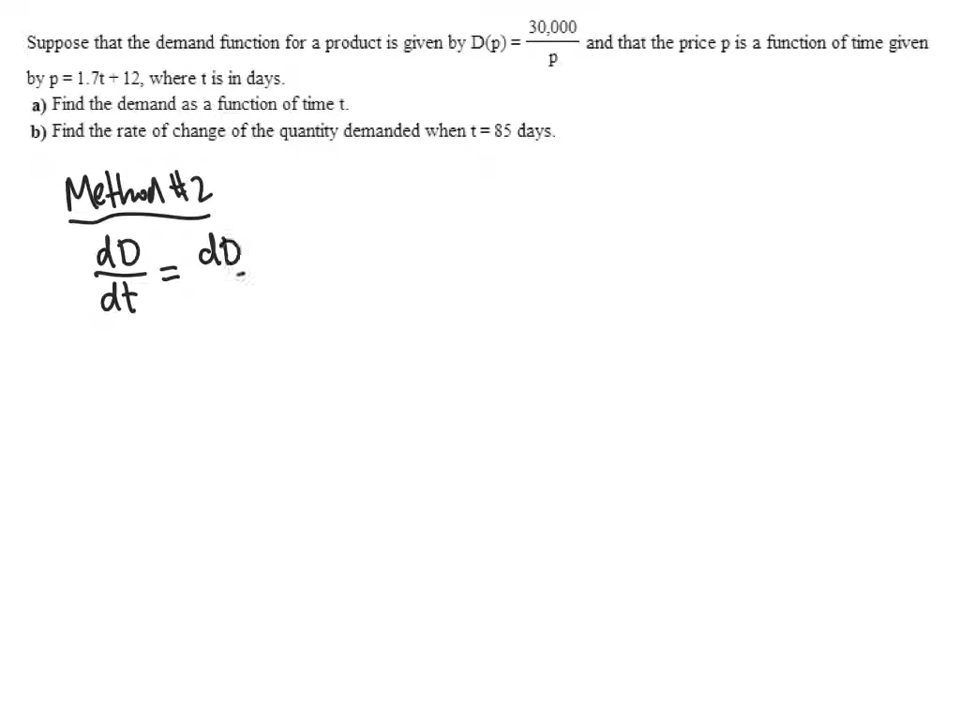 Suppose that the demand function for a product is given by D(p) = 30,000 / p and that the price p is a function of time given
by p = 1.7t + 12, where t is in days.
a) Find the demand as a function of time t.
b) Find the rate of change of the quantity demanded when t = 85 days.
Method #2
dD/dt = dD